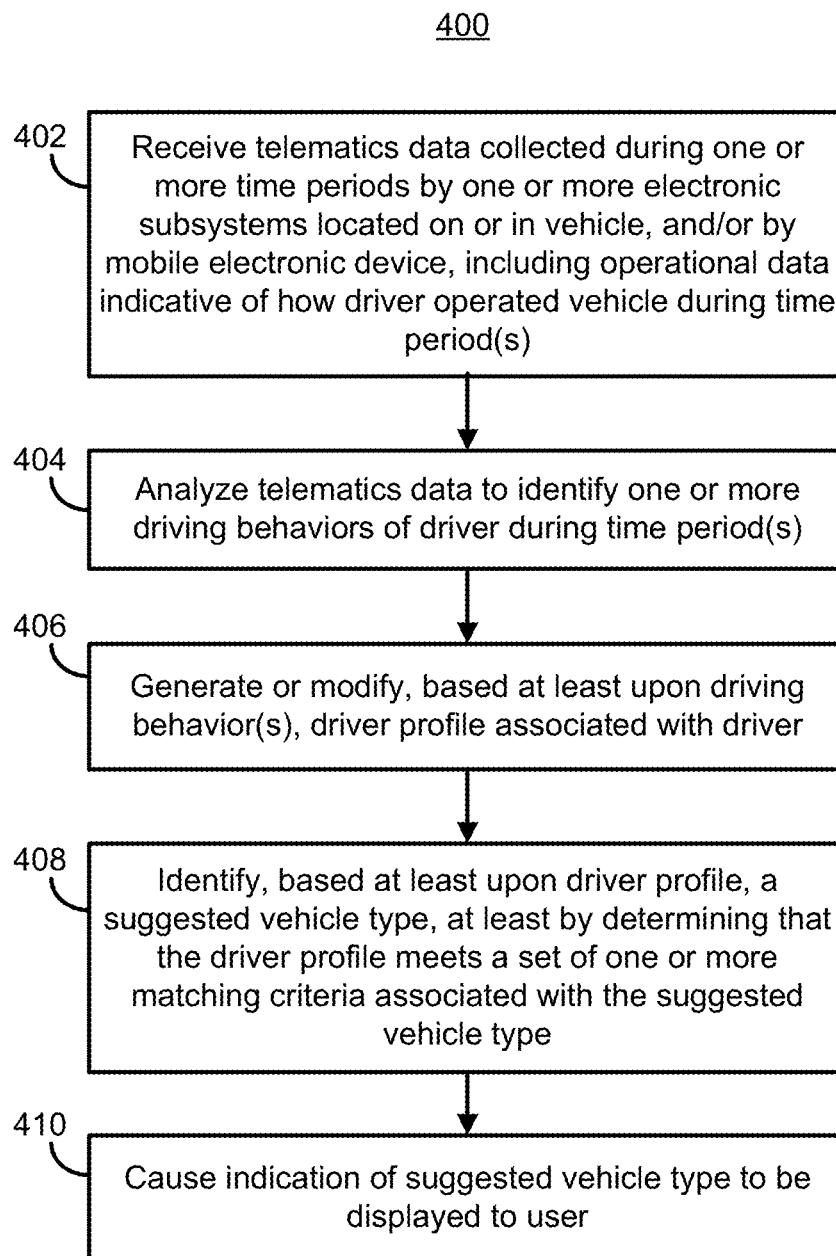 400
402
Receive telematics data collected during one or
more time periods by one or more electronic
subsystems located on or in vehicle, and/or by
mobile electronic device, including operational data
indicative of how driver operated vehicle during time
period(s)
404
Analyze telematics data to identify one or more
driving behaviors of driver during time period(s)
406
Generate or modify, based at least upon driving
behavior(s), driver profile associated with driver
408
Identify, based at least upon driver profile, a
suggested vehicle type, at least by determining that
the driver profile meets a set of one or more
matching criteria associated with the suggested
vehicle type
410
Cause indication of suggested vehicle type to be
displayed to user